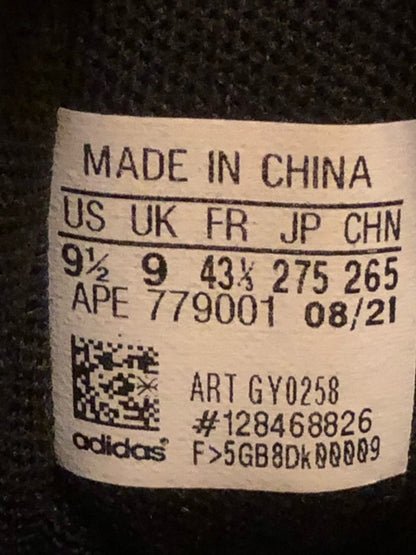 MADE IN CHINA
US UK FR JP CHN
9½ 9 43⅓ 275 265
APE 779001 08/21
ART GY0258
#128468826
adidas®
F>5GB8Dk00009